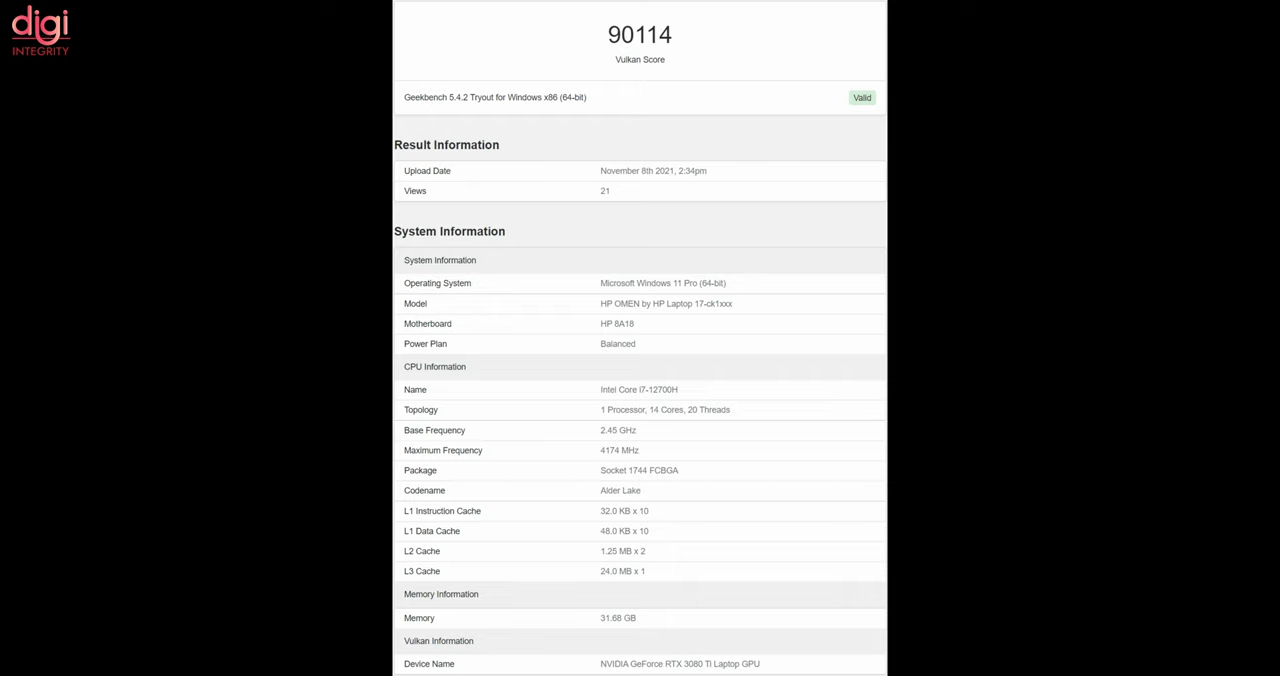 digi
INTEGRITY
90114
Vulkan Score
Geekbench 5.4.2 Tryout for Windows x86 (64-bit) Valid
Result Information
Upload Date November 8th 2021, 2:34pm
Views 21
System Information
System Information
Operating System Microsoft Windows 11 Pro (64-bit)
Model HP OMEN by HP Laptop 17-ck1xxx
Motherboard HP 8A18
Power Plan Balanced
CPU Information
Name Intel Core i7-12700H
Topology 1 Processor, 14 Cores, 20 Threads
Base Frequency 2.45 GHz
Maximum Frequency 4174 MHz
Package Socket 1744 FCBGA
Codename Alder Lake
L1 Instruction Cache 32.0 KB x 10
L1 Data Cache 48.0 KB x 10
L2 Cache 1.25 MB x 2
L3 Cache 24.0 MB x 1
Memory Information
Memory 31.68 GB
Vulkan Information
Device Name NVIDIA GeForce RTX 3080 Ti Laptop GPU